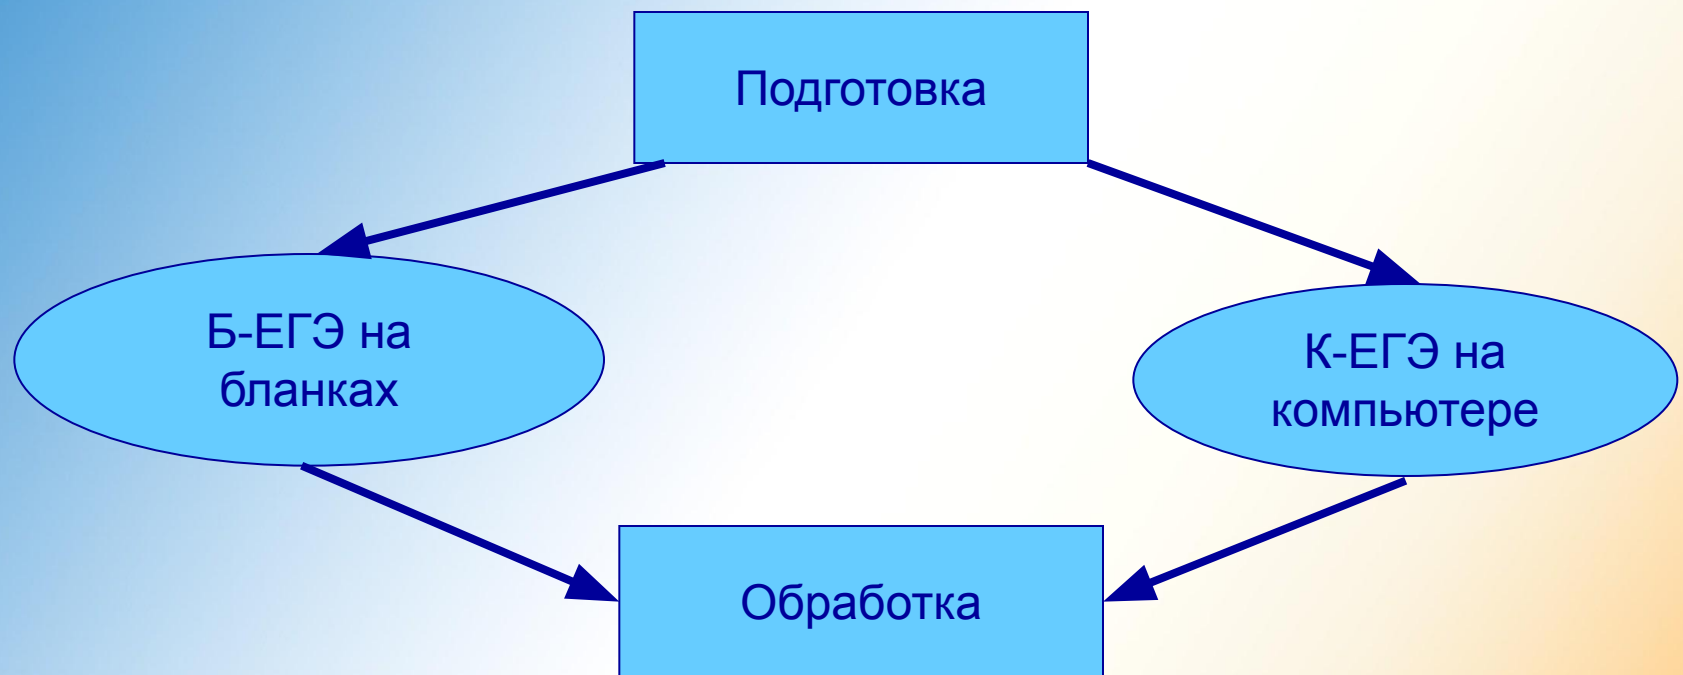 Подготовка
Б-ЕГЭ на
бланках
К-ЕГЭ на
компьютере
Обработка